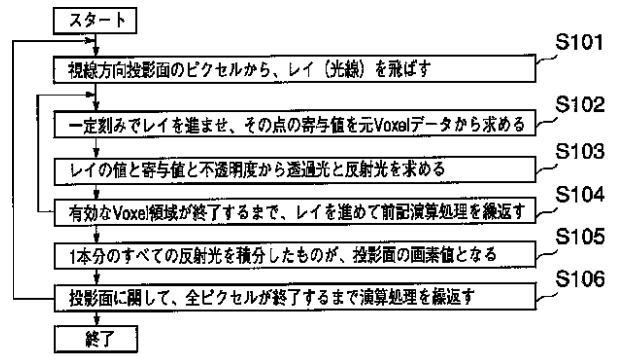 スタート
S101
視線方向投影面のピクセルから、レイ（光線）を飛ばす
S102
一定刻みでレイを進ませ、その点の寄与値を元Voxelデータから求める
S103
レイの値と寄与値と不透明度から透過光と反射光を求める
S104
有効なVoxel領域が終了するまで、レイを進めて前記演算処理を繰返す
S105
1本分のすべての反射光を積分したものが、投影面の画素値となる
S106
投影面に関して、全ピクセルが終了するまで演算処理を繰返す
終了